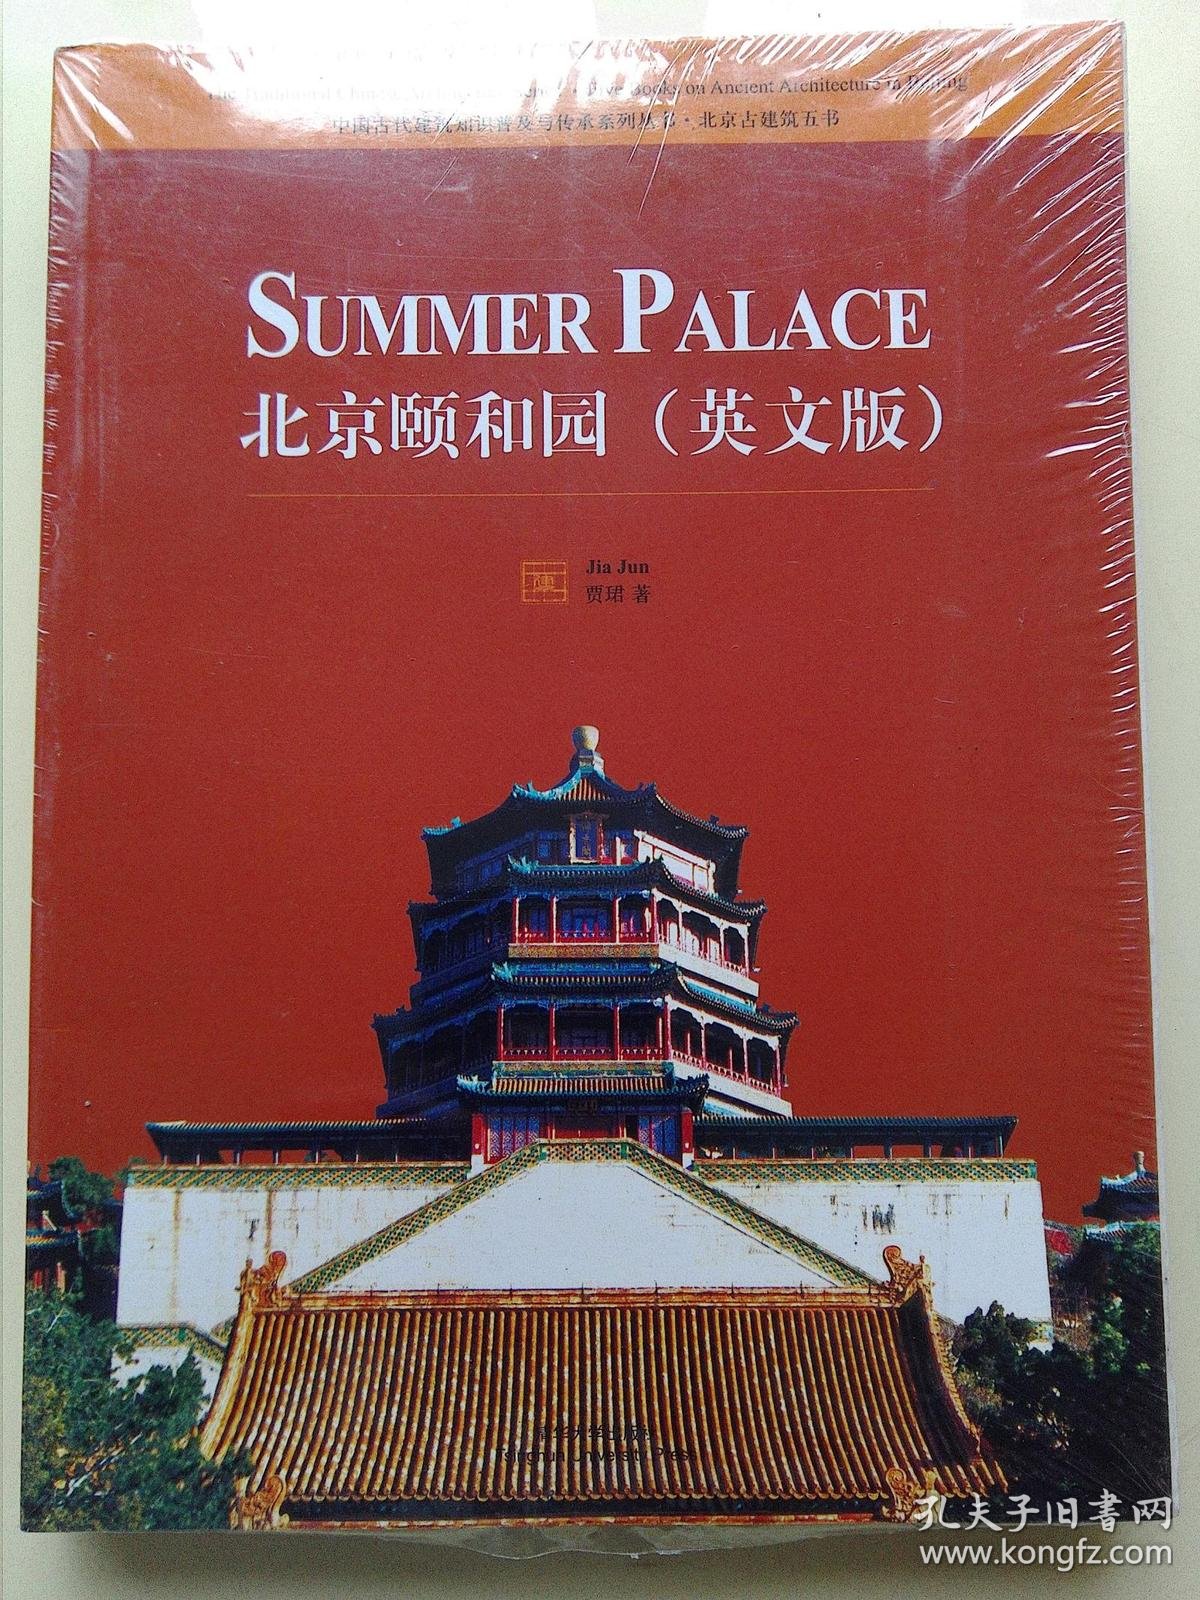 The Traditional Chinese Architecture Series · Five Books on Ancient Architecture in Beijing
中国古代建筑知识普及与传承系列丛书·北京古建筑五书
SUMMER PALACE
北京颐和园（英文版）
Jia Jun
贾珺 著
清华大学出版社
Tsinghua University Press
孔夫子旧書网
www.kongfz.com